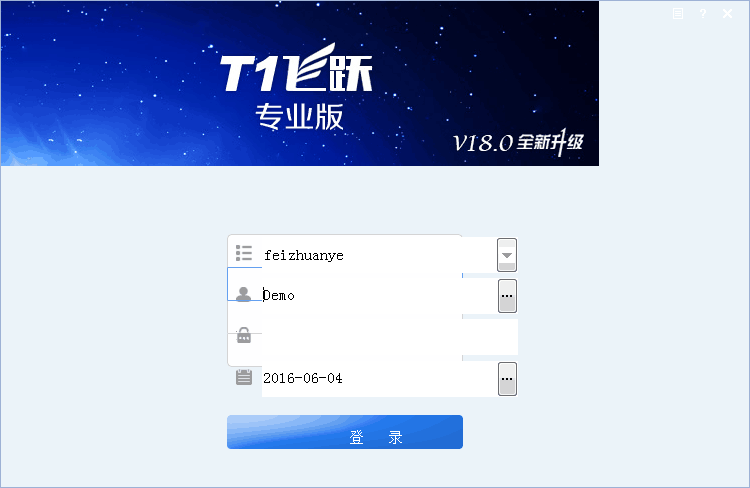 ?
T1飞跃
专业版
V18.0 全新升级
feizhuanye
Demo
2016-06-04
登 录